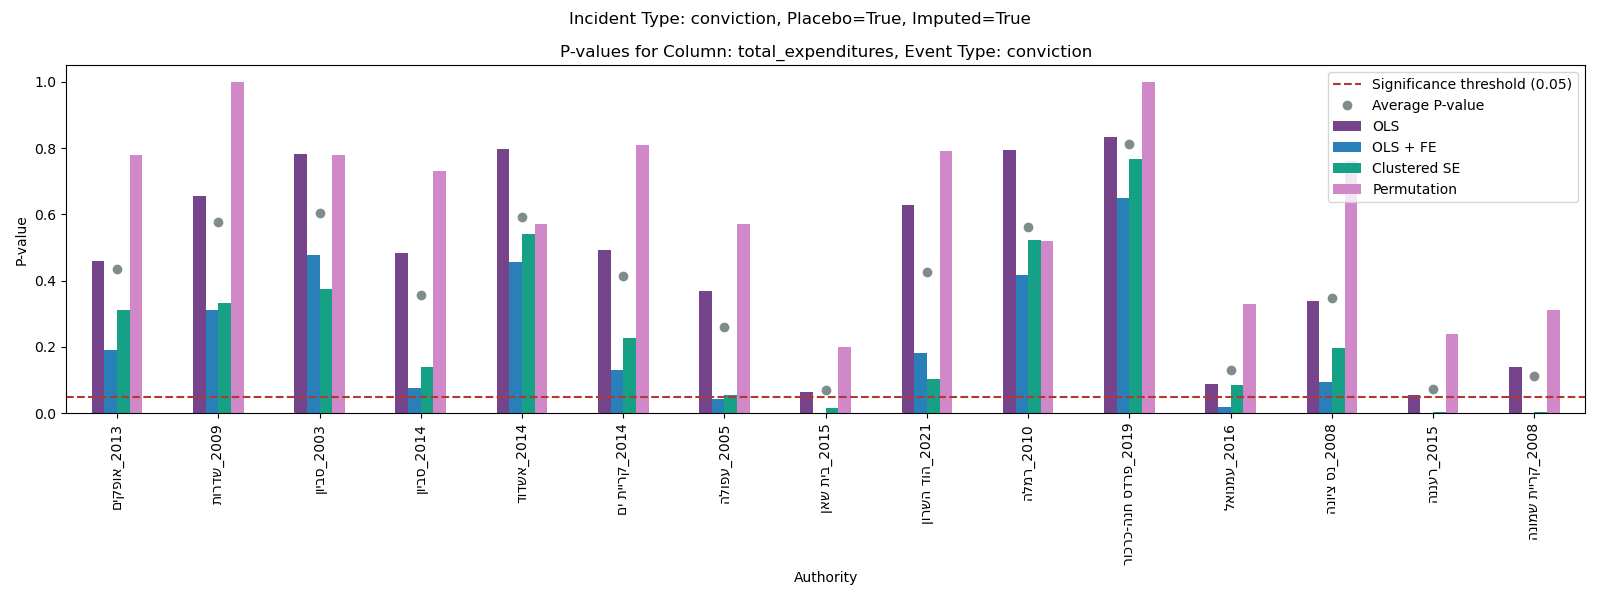 Incident Type: conviction, Placebo=True, Imputed=True
P-values for Column: total_expenditures, Event Type: conviction
P-value
1.0
0.8
0.6
0.4
0.2
0.0
Significance threshold (0.05)
Average P-value
OLS
OLS + FE
Clustered SE
Permutation
אופקים_2013
שדרות_2009
סביון_2003
סביון_2014
אשדוד_2014
קריית ים_2014
עפולה_2005
בית שאן_2015
הוד השרון_2021
רמלה_2010
פרדס חנה-כרכור_2019
עמנואל_2016
נס ציונה_2008
רעננה_2015
קריית שמונה_2008
Authority